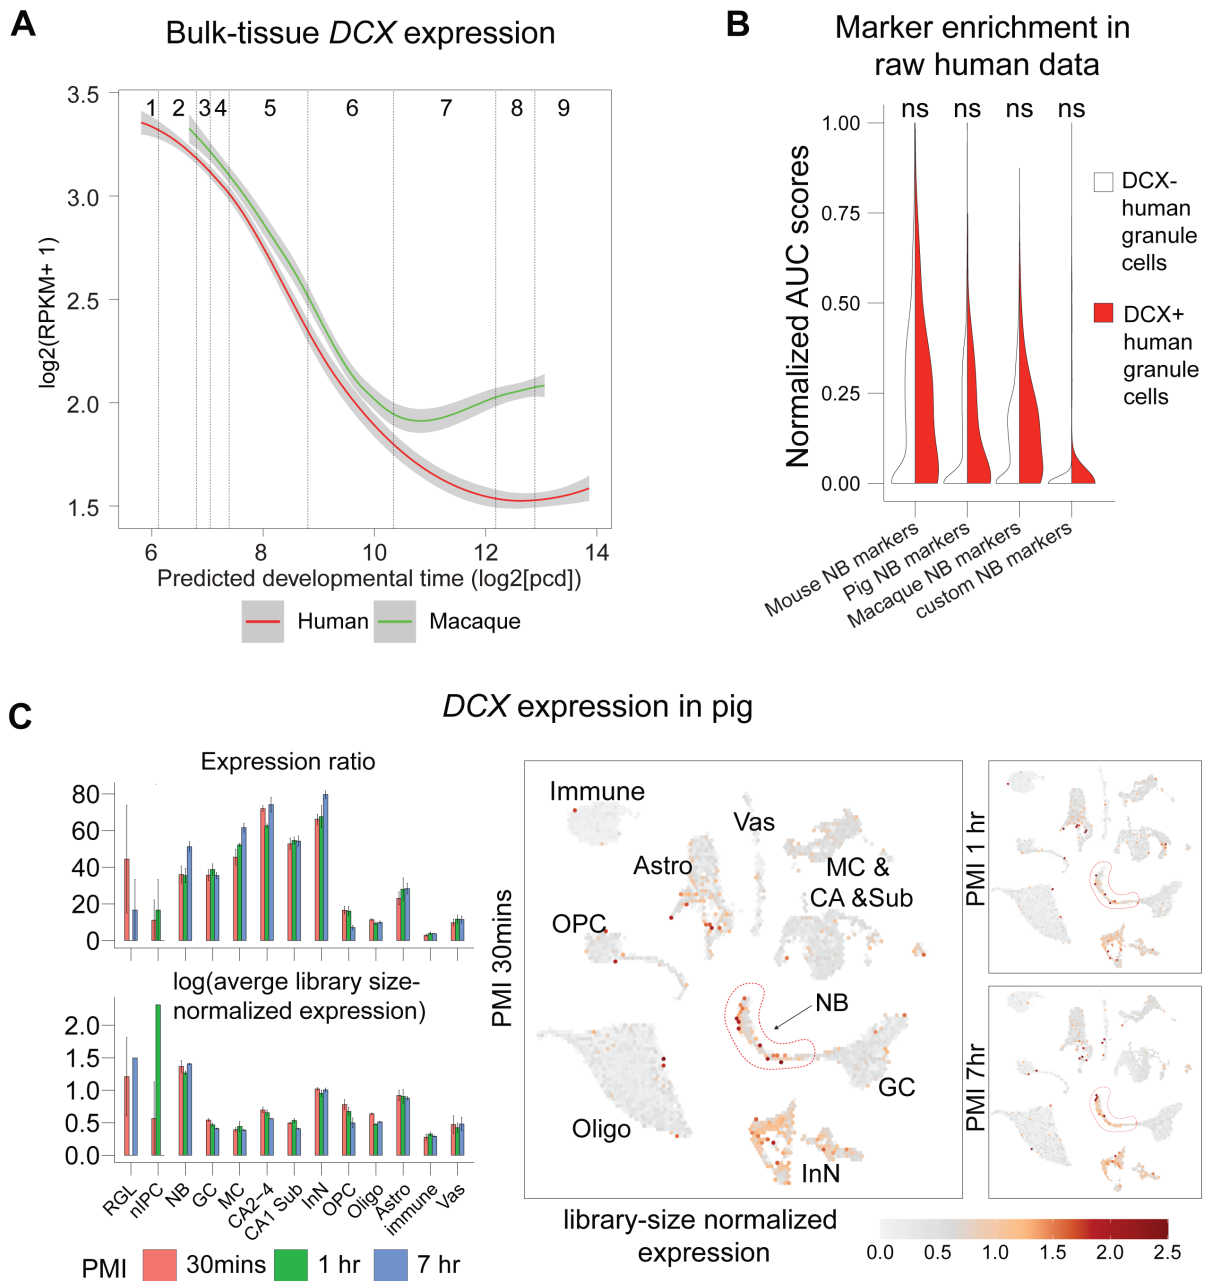 A
Bulk-tissue DCX expression
3.5
3.0
2.5
2.0
1.5
log2(RPKM+ 1)
1 2 3 4 5 6 7 8 9
6 8 10 12 14
Predicted developmental time (log2[pcd])
Human Macaque
B
Marker enrichment in
raw human data
ns ns ns ns
1.00
0.75
0.50
0.25
0.00
Normalized AUC scores
Mouse NB markers
Pig NB markers
Macaque NB markers
custom NB markers
DCX-
human
granule
cells
DCX+
human
granule
cells
C
DCX expression in pig
Expression ratio
80
60
40
20
0
log(averge library size-
normalized expression)
2.0
1.5
1.0
0.5
0.0
RGL
nIPC
NB
GC
MC
CA2-4
CA1 Sub
InN
OPC
Oligo
Astro
immune
Vas
PMI 30mins 1 hr 7 hr
PMI 30mins
Immune
Vas
Astro
MC &
CA &Sub
OPC
NB
GC
Oligo
InN
PMI 1 hr
PMI 7hr
library-size normalized
expression
0.0 0.5 1.0 1.5 2.0 2.5